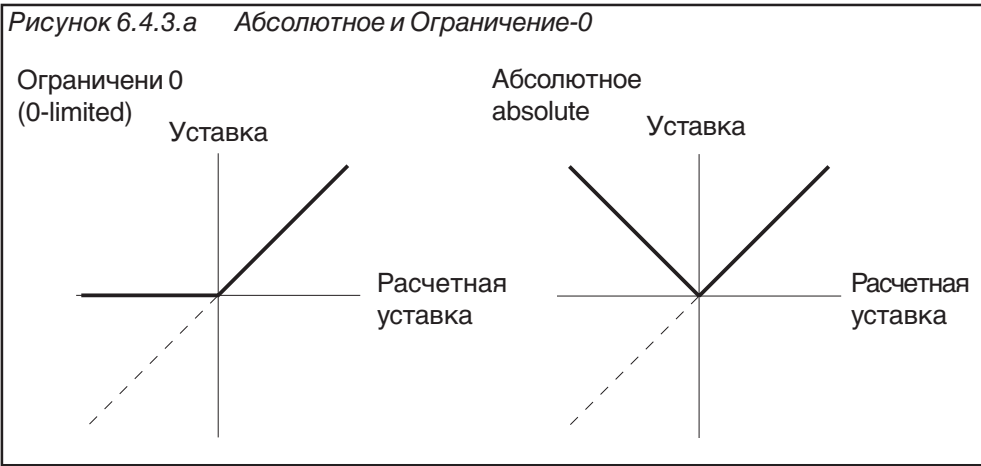 Рисунок 6.4.3.a Абсолютное и Ограничение-0
Ограничени 0
(0-limited)
Уставка
Расчетная
уставка
Абсолютное
absolute
Уставка
Расчетная
уставка